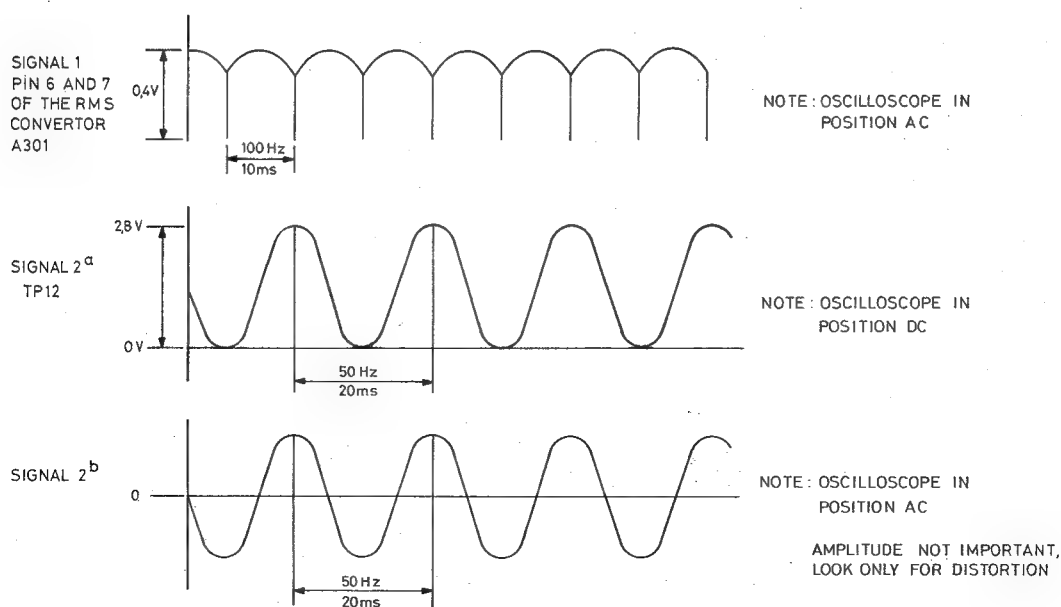 SIGNAL 1
PIN 6 AND 7
OF THE RMS
CONVERTOR
A301
0,4V
100 Hz
10ms
NOTE: OSCILLOSCOPE IN
POSITION AC
2,8 V
SIGNAL 2a
TP12
0V
50 Hz
20ms
NOTE: OSCILLOSCOPE IN
POSITION DC
SIGNAL 2b
0
50 Hz
20ms
NOTE: OSCILLOSCOPE IN
POSITION AC
AMPLITUDE NOT IMPORTANT,
LOOK ONLY FOR DISTORTION